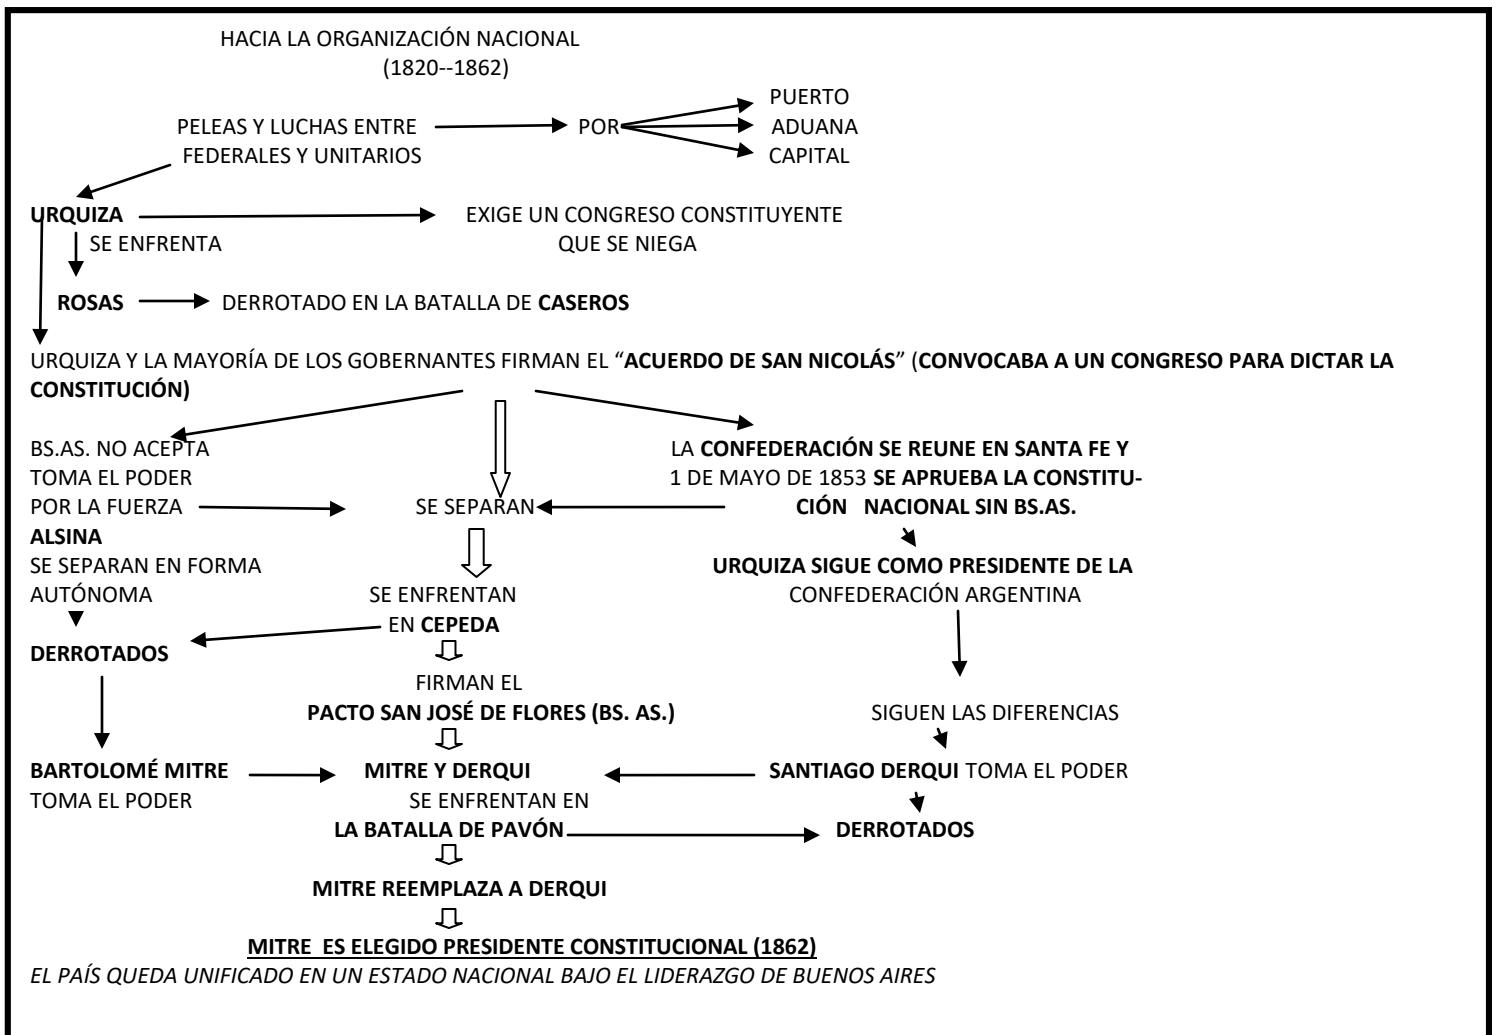 HACIA LA ORGANIZACIÓN NACIONAL
(1820--1862)
PUERTO
PELEAS Y LUCHAS ENTRE POR ADUANA
FEDERALES Y UNITARIOS CAPITAL
URQUIZA EXIGE UN CONGRESO CONSTITUYENTE
SE ENFRENTA QUE SE NIEGA
ROSAS DERROTADO EN LA BATALLA DE CASEROS
URQUIZA Y LA MAYORÍA DE LOS GOBERNANTES FIRMAN EL “ACUERDO DE SAN NICOLÁS” (CONVOCABA A UN CONGRESO PARA DICTAR LA
CONSTITUCIÓN)
BS.AS. NO ACEPTA LA CONFEDERACIÓN SE REUNE EN SANTA FE Y
TOMA EL PODER 1 DE MAYO DE 1853 SE APRUEBA LA CONSTITU-
POR LA FUERZA SE SEPARAN CIÓN NACIONAL SIN BS.AS.
ALSINA
SE SEPARAN EN FORMA URQUIZA SIGUE COMO PRESIDENTE DE LA
AUTÓNOMA SE ENFRENTAN CONFEDERACIÓN ARGENTINA
EN CEPEDA
DERROTADOS
FIRMAN EL
PACTO SAN JOSÉ DE FLORES (BS. AS.) SIGUEN LAS DIFERENCIAS
BARTOLOMÉ MITRE MITRE Y DERQUI SANTIAGO DERQUI TOMA EL PODER
TOMA EL PODER SE ENFRENTAN EN
LA BATALLA DE PAVÓN DERROTADOS
MITRE REEMPLAZA A DERQUI
MITRE ES ELEGIDO PRESIDENTE CONSTITUCIONAL (1862)
EL PAÍS QUEDA UNIFICADO EN UN ESTADO NACIONAL BAJO EL LIDERAZGO DE BUENOS AIRES